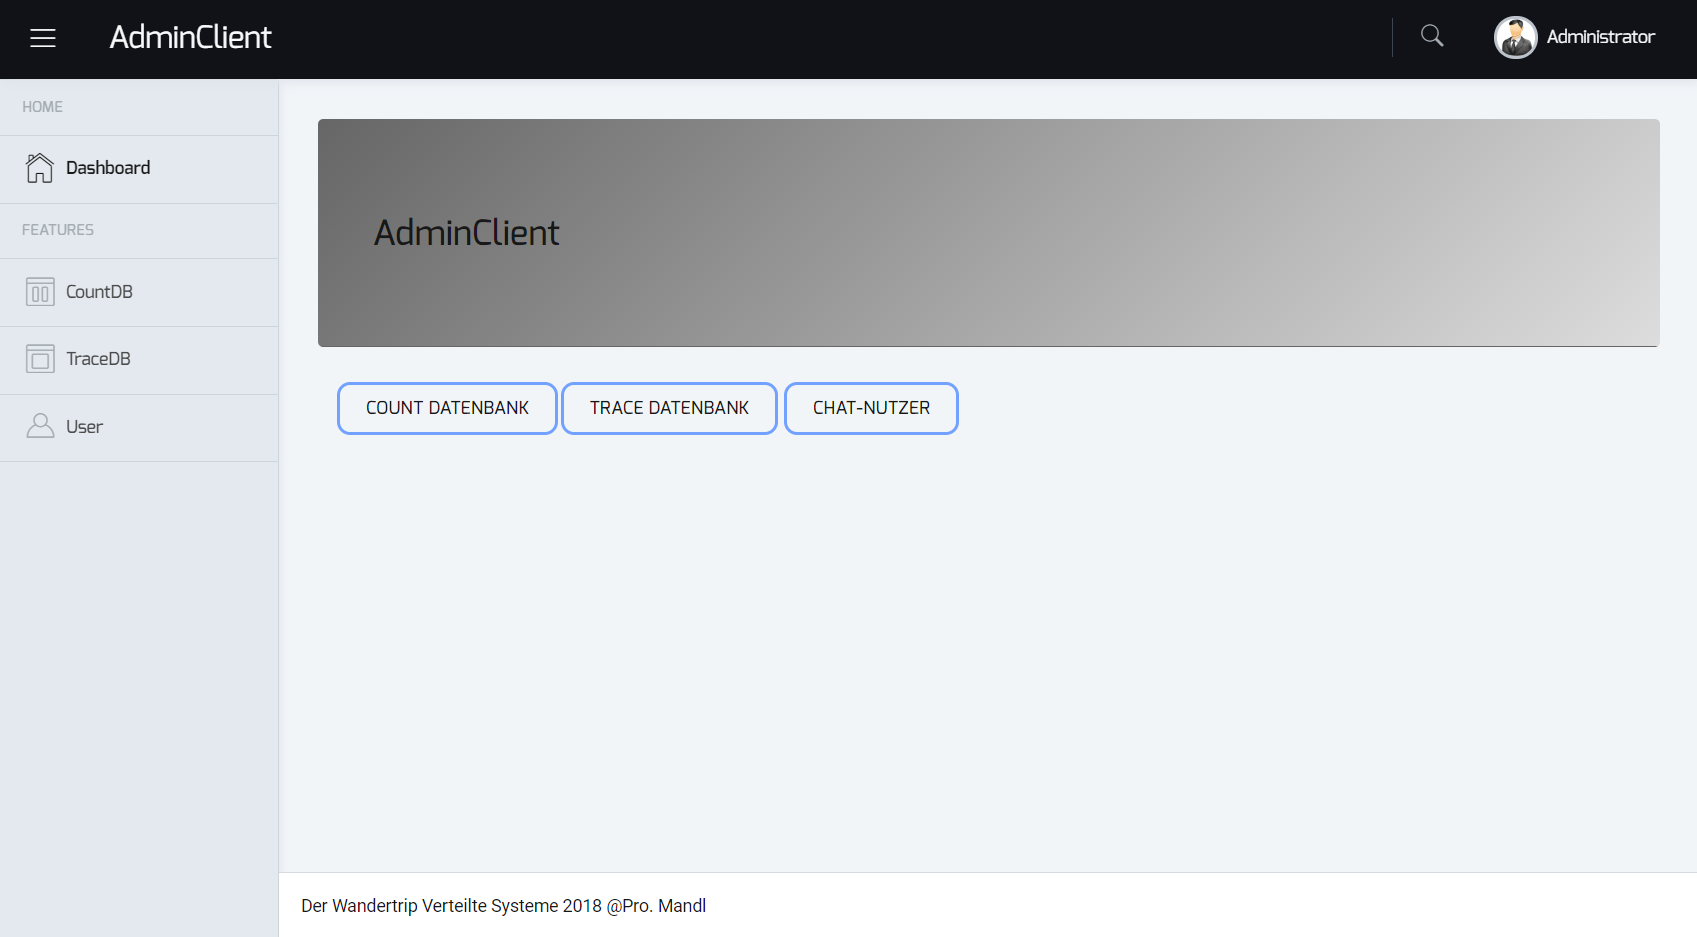 AdminClient
Administrator
HOME
Dashboard
FEATURES
CountDB
TraceDB
User
AdminClient
COUNT DATENBANK TRACE DATENBANK CHAT-NUTZER
Der Wandertrip Verteilte Systeme 2018 @Pro. Mandl